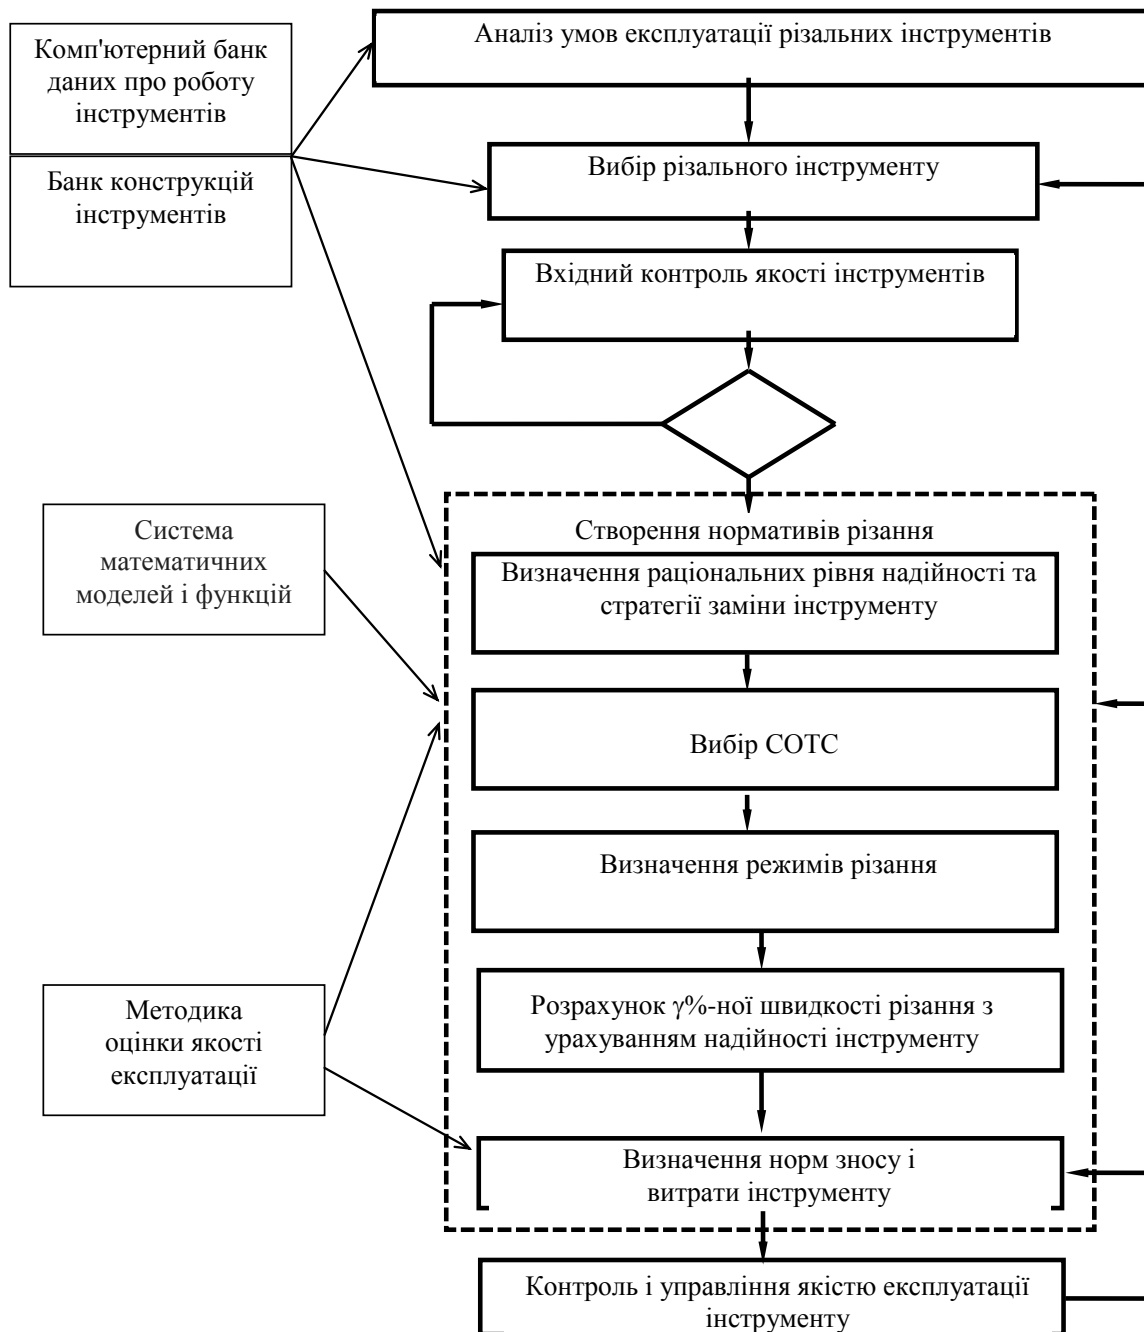 Комп'ютерний банк
даних про роботу
інструментів
Банк конструкцій
інструментів
Аналіз умов експлуатації різальних інструментів
Вибір різального інструменту
Вхідний контроль якості інструментів
Система
математичних
моделей і функцій
Створення нормативів різання
Визначення раціональних рівня надійності та
стратегії заміни інструменту
Вибір СОТС
Визначення режимів різання
Розрахунок γ%-ної швидкості різання з
урахуванням надійності інструменту
Методика
оцінки якості
експлуатації
Визначення норм зносу і
витрати інструменту
Контроль і управління якістю експлуатації
інструменту